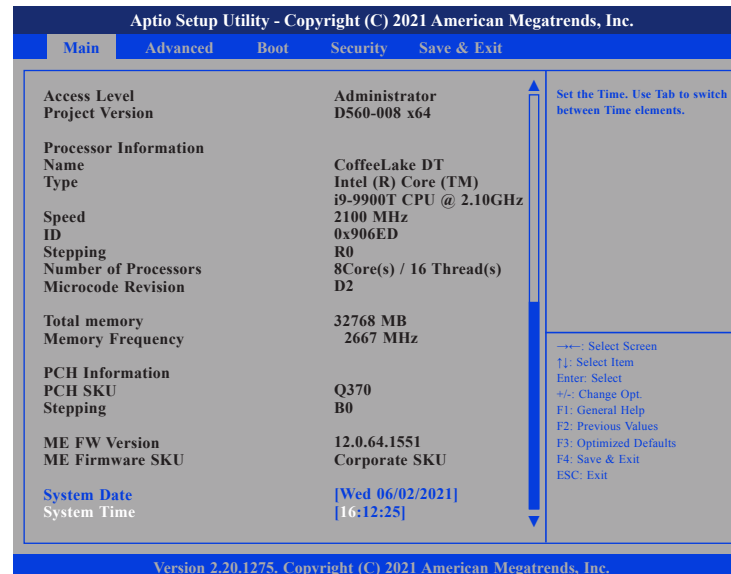 Aptio Setup Utility - Copyright (C) 2021 American Megatrends, Inc.
Main Advanced Boot Security Save & Exit
Access Level Administrator
Project Version D560-008 x64
Processor Information
Name CoffeeLake DT
Type Intel (R) Core (TM)
i9-9900T CPU @ 2.10GHz
Speed 2100 MHz
ID 0x906ED
Stepping R0
Number of Processors 8Core(s) / 16 Thread(s)
Microcode Revision D2
Total memory 32768 MB
Memory Frequency 2667 MHz
PCH Information
PCH SKU Q370
Stepping B0
ME FW Version 12.0.64.1551
ME Firmware SKU Corporate SKU
System Date [Wed 06/02/2021]
System Time [16:12:25]
Set the Time. Use Tab to switch
between Time elements.
→←: Select Screen
↑↓: Select Item
Enter: Select
+/-: Change Opt.
F1: General Help
F2: Previous Values
F3: Optimized Defaults
F4: Save & Exit
ESC: Exit
Version 2.20.1275. Copyright (C) 2021 American Megatrends, Inc.